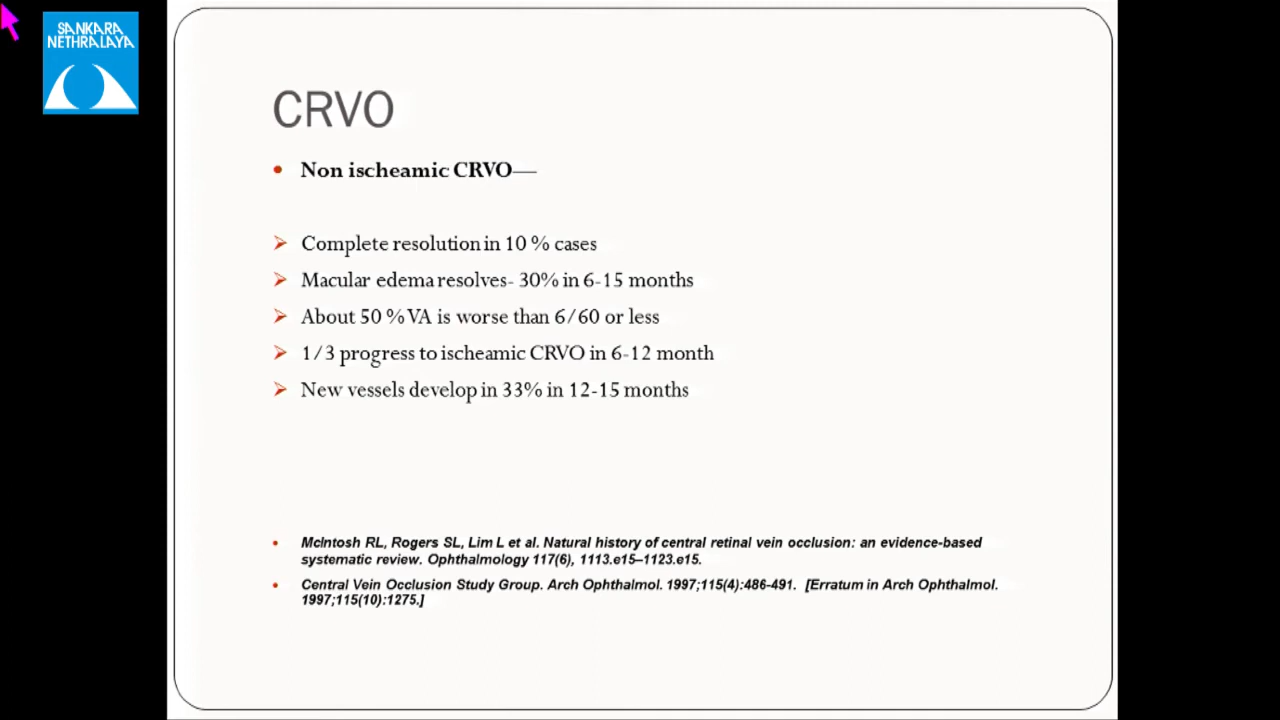 SANKARA
NETHRALAYA
CRVO
Non ischeamic CRVO—
Complete resolution in 10 % cases
Macular edema resolves- 30% in 6-15 months
About 50 % VA is worse than 6/60 or less
1/3 progress to ischeamic CRVO in 6-12 month
New vessels develop in 33% in 12-15 months
McIntosh RL, Rogers SL, Lim L et al. Natural history of central retinal vein occlusion: an evidence-based
systematic review. Ophthalmology 117(6), 1113.e15–1123.e15.
Central Vein Occlusion Study Group. Arch Ophthalmol. 1997;115(4):486-491. [Erratum in Arch Ophthalmol.
1997;115(10):1275.]